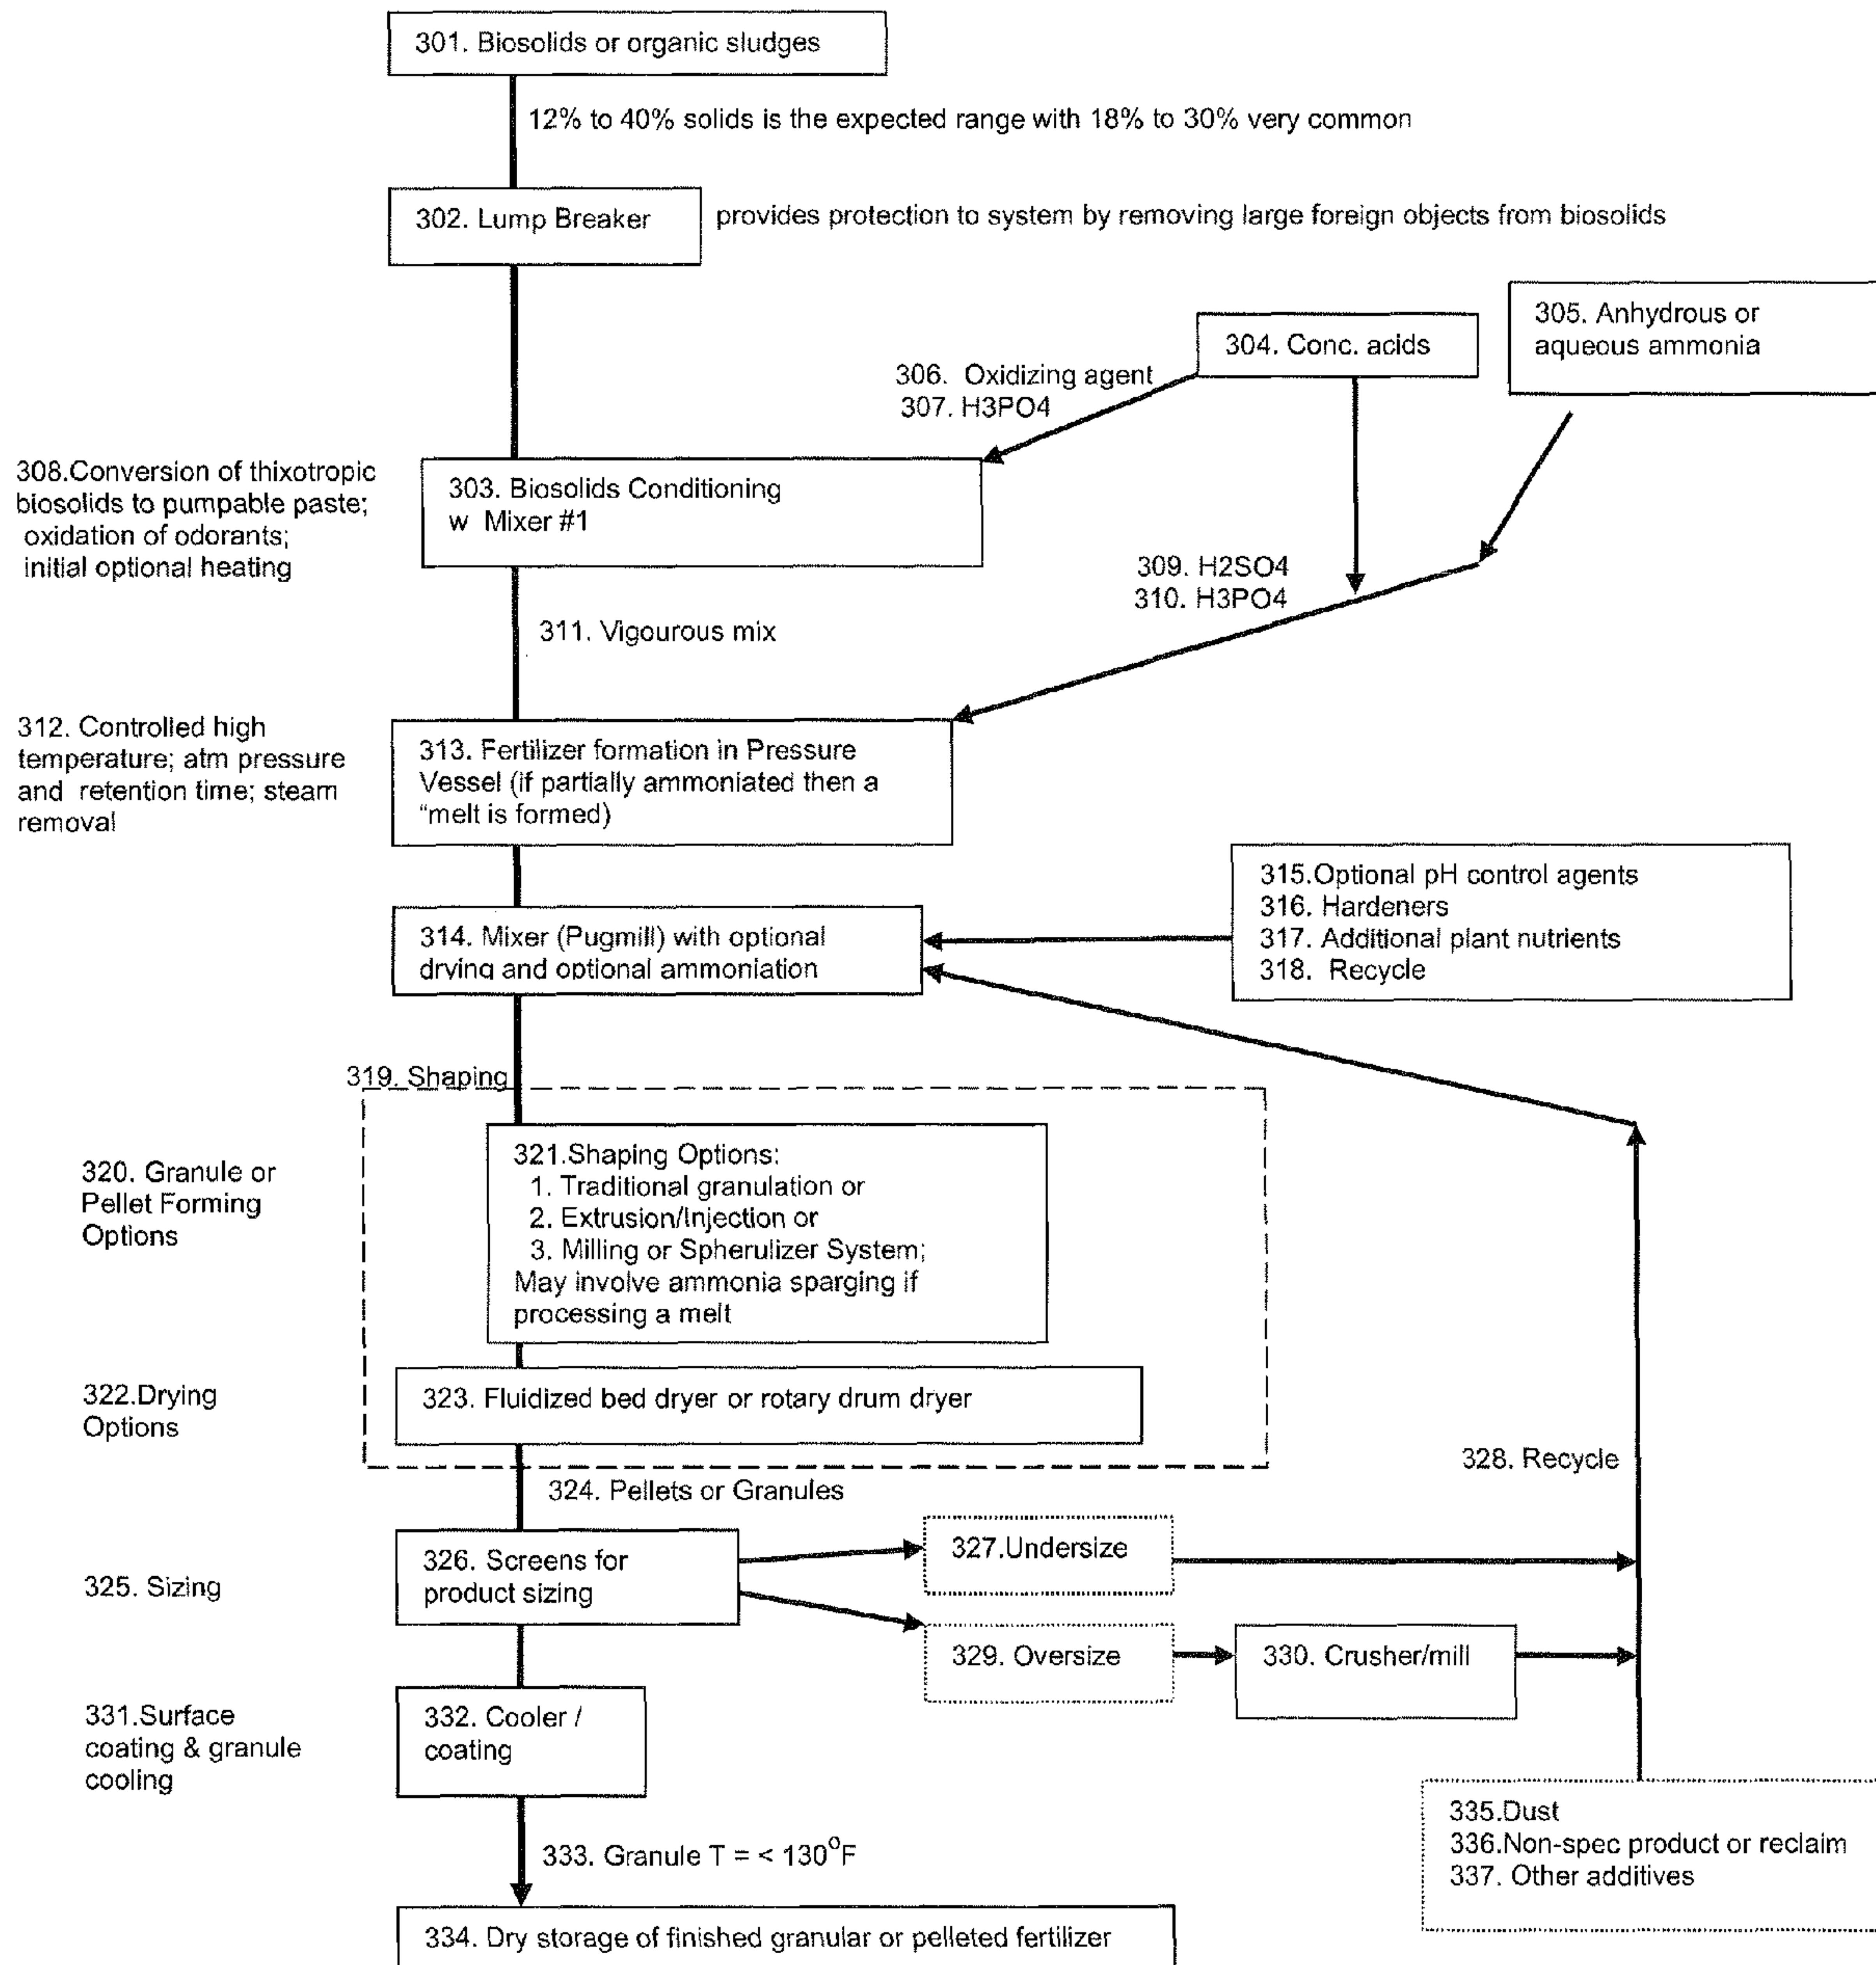 301. Biosolids or organic sludges
12% to 40% solids is the expected range with 18% to 30% very common
302. Lump Breaker
provides protection to system by removing large foreign objects from biosolids
304. Conc. acids
305. Anhydrous or
aqueous ammonia
306. Oxidizing agent
307. H3PO4
308.Conversion of thixotropic
biosolids to pumpable paste;
oxidation of odorants;
initial optional heating
303. Biosolids Conditioning
w Mixer #1
309. H2SO4
310. H3PO4
311. Vigourous mix
312. Controlled high
temperature; atm pressure
and retention time; steam
removal
313. Fertilizer formation in Pressure
Vessel (if partially ammoniated then a
“melt is formed)
314. Mixer (Pugmill) with optional
drying and optional ammoniation
315.Optional pH control agents
316. Hardeners
317. Additional plant nutrients
318. Recycle
319. Shaping
320. Granule or
Pellet Forming
Options
321.Shaping Options:
1. Traditional granulation or
2. Extrusion/Injection or
3. Milling or Spherulizer System;
May involve ammonia sparging if
processing a melt
322.Drying
Options
323. Fluidized bed dryer or rotary drum dryer
328. Recycle
324. Pellets or Granules
325. Sizing
326. Screens for
product sizing
327.Undersize
329. Oversize
330. Crusher/mill
331.Surface
coating & granule
cooling
332. Cooler /
coating
333. Granule T = < 130°F
335.Dust
336.Non-spec product or reclaim
337. Other additives
334. Dry storage of finished granular or pelleted fertilizer